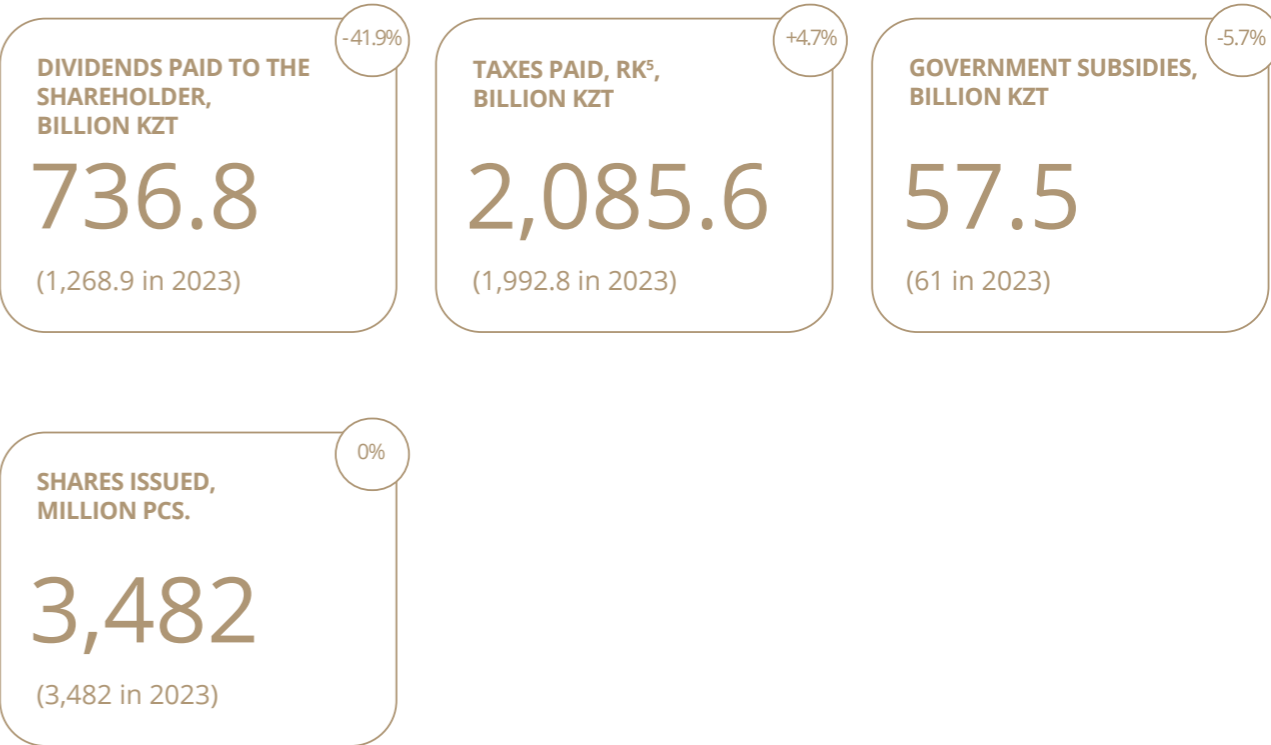 -41.9%
DIVIDENDS PAID TO THE
SHAREHOLDER,
BILLION KZT
736.8
(1,268.9 in 2023)
+4.7%
TAXES PAID, RK⁵,
BILLION KZT
2,085.6
(1,992.8 in 2023)
-5.7%
GOVERNMENT SUBSIDIES,
BILLION KZT
57.5
(61 in 2023)
0%
SHARES ISSUED,
MILLION PCS.
3,482
(3,482 in 2023)